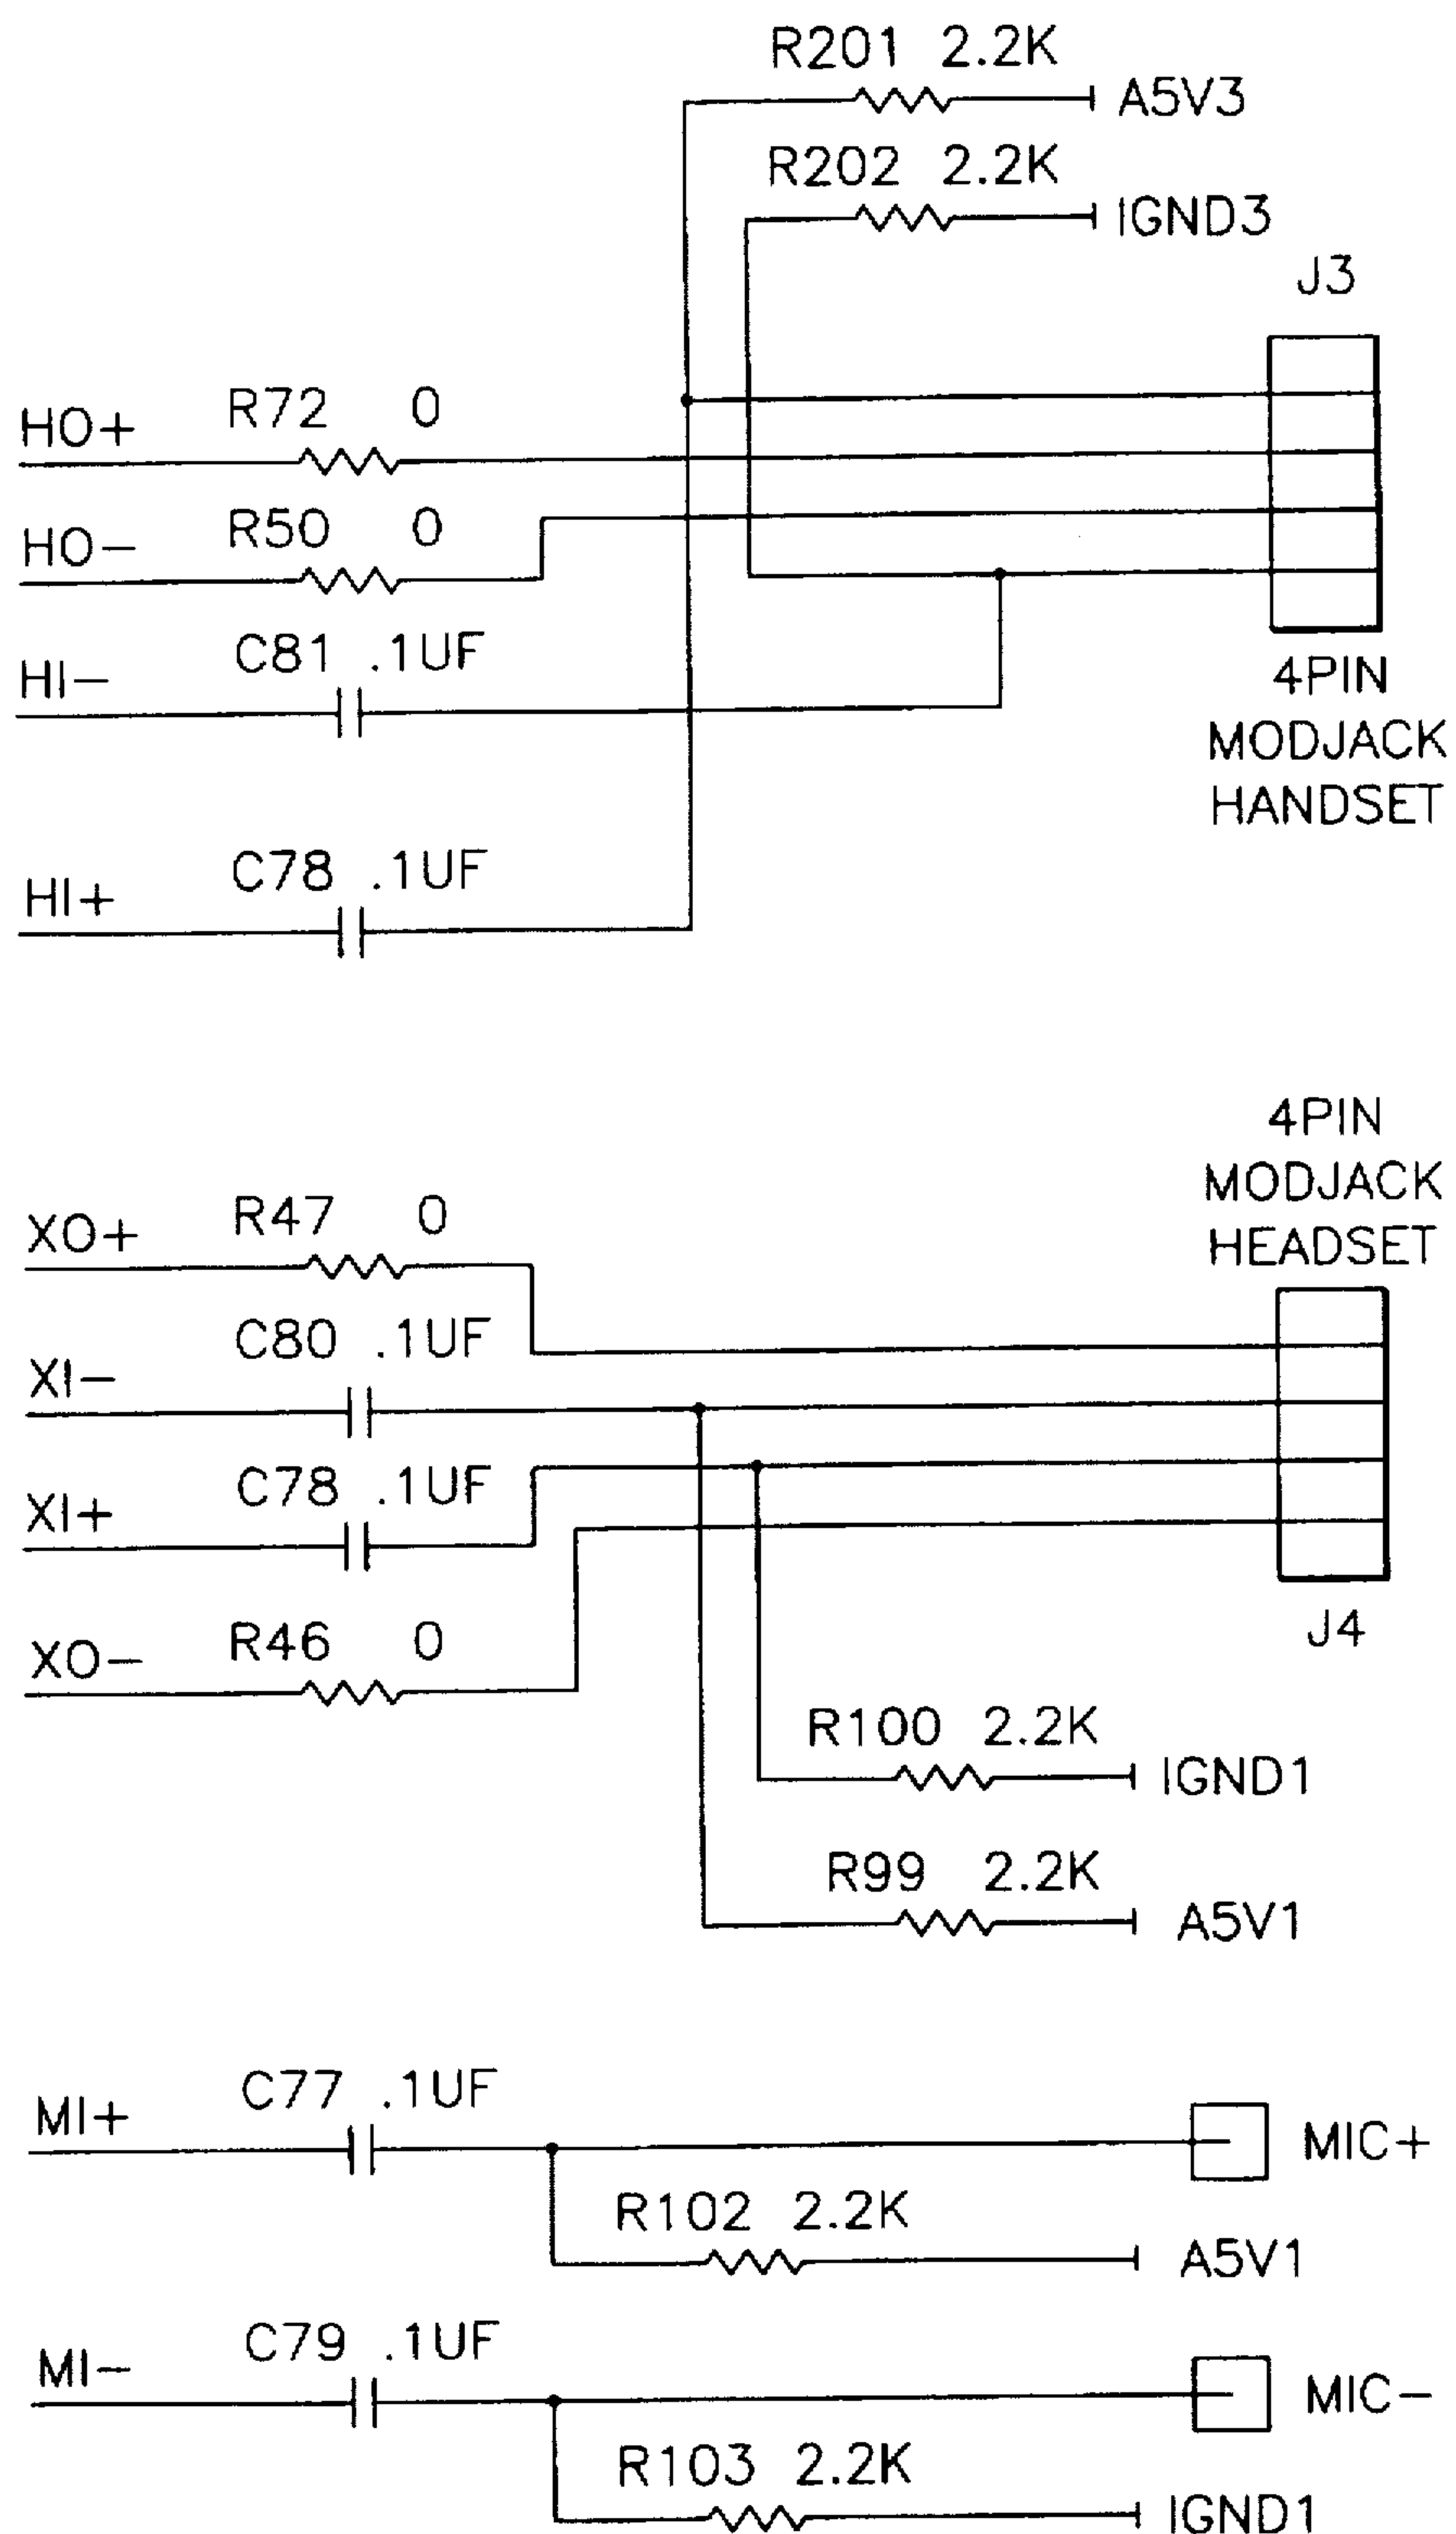 R201 2.2K
A5V3
R202 2.2K
IGND3
J3
HO+
R72 0
HO-
R50 0
HI-
C81 .1UF
4PIN
MODJACK
HANDSET
HI+
C78 .1UF
4PIN
MODJACK
HEADSET
XO+
R47 0
XI-
C80 .1UF
XI+
C78 .1UF
XO-
R46 0
J4
R100 2.2K
IGND1
R99 2.2K
A5V1
MI+
C77 .1UF
MIC+
R102 2.2K
A5V1
MI-
C79 .1UF
MIC-
R103 2.2K
IGND1